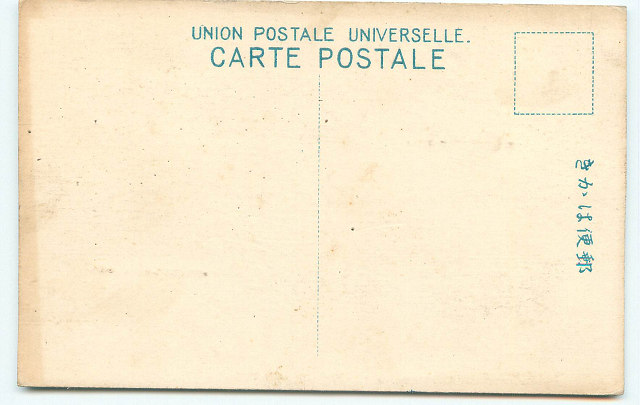 UNION POSTALE UNIVERSELLE.
CARTE POSTALE
郵便はかき